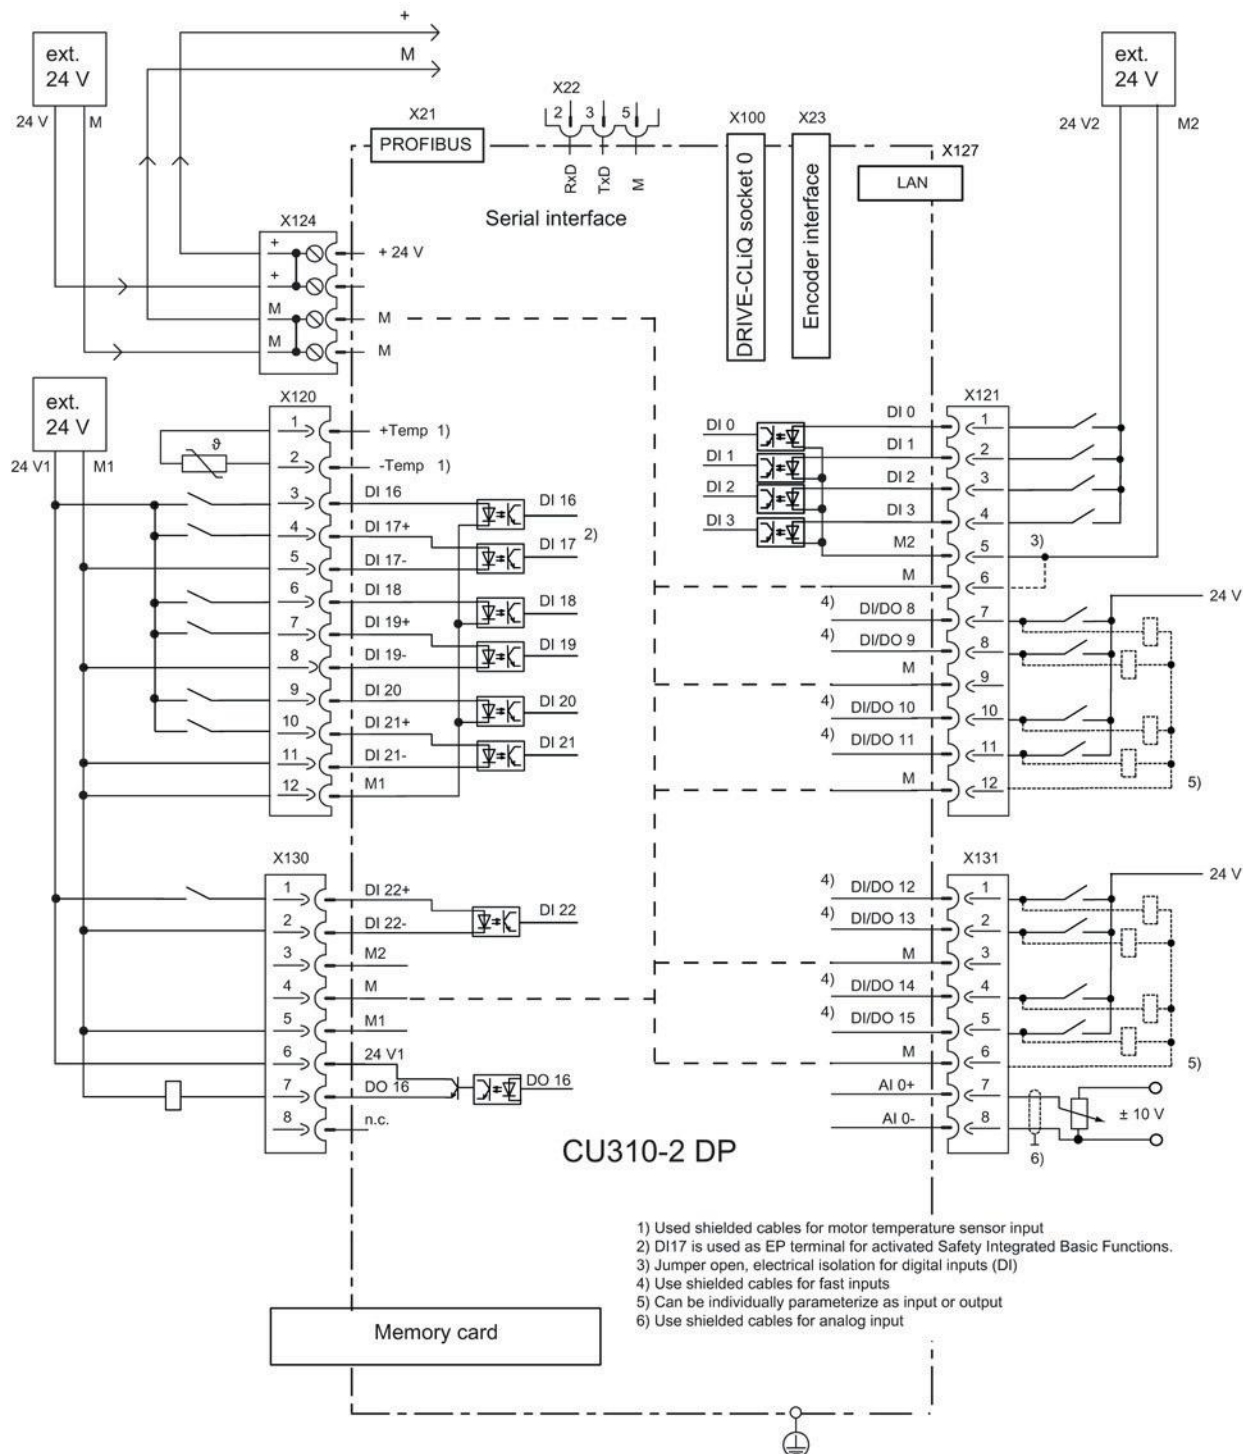 +
M
ext.
24 V
24 V
M
X21
PROFIBUS
X22
2
3
5
RxD
TxD
M
Serial interface
X100
DRIVE-CLiQ socket 0
X23
Encoder interface
X127
LAN
ext.
24 V
24 V2
M2
X124
+
+
M
M
+ 24 V
M
M
ext.
24 V
24 V1
M1
X120
1
2
3
4
5
6
7
8
9
10
11
12
ϑ
+Temp 1)
-Temp 1)
DI 16
DI 17+
DI 17-
DI 18
DI 19+
DI 19-
DI 20
DI 21+
DI 21-
M1
DI 16
DI 17
2)
DI 18
DI 19
DI 20
DI 21
DI 0
DI 1
DI 2
DI 3
X121
DI 0
DI 1
DI 2
DI 3
M2
M
4) DI/DO 8
4) DI/DO 9
M
4) DI/DO 10
4) DI/DO 11
M
1
2
3
4
5
6
7
8
9
10
11
12
3)
24 V
5)
X130
1
2
3
4
5
6
7
8
DI 22+
DI 22-
M2
M
M1
24 V1
DO 16
n.c.
DI 22
DO 16
X131
4) DI/DO 12
4) DI/DO 13
M
4) DI/DO 14
4) DI/DO 15
M
AI 0+
AI 0-
1
2
3
4
5
6
7
8
24 V
5)
± 10 V
6)
CU310-2 DP
1) Used shielded cables for motor temperature sensor input
2) DI17 is used as EP terminal for activated Safety Integrated Basic Functions.
3) Jumper open, electrical isolation for digital inputs (DI)
4) Use shielded cables for fast inputs
5) Can be individually parameterize as input or output
6) Use shielded cables for analog input
Memory card